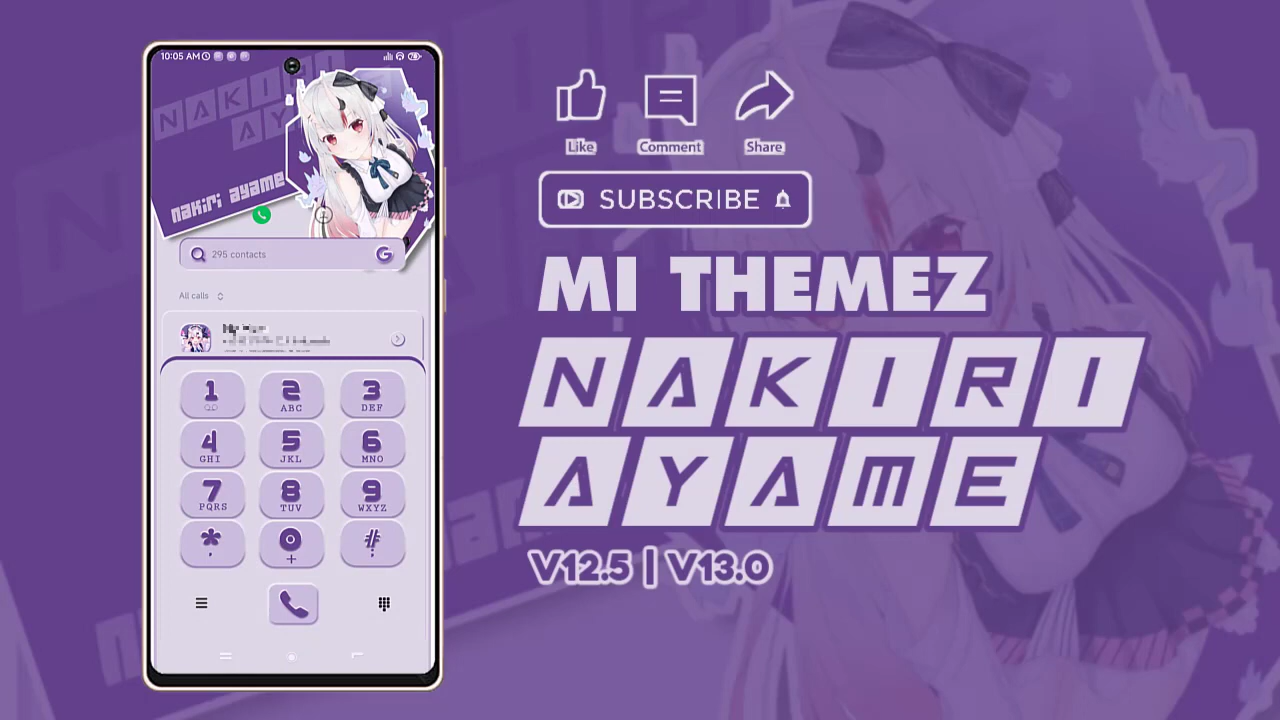 10:05 AM
NAKIRI
AYAME
nakiri ayame
295 contacts
All calls
1
2
ABC
3
DEF
4
GHI
5
JKL
6
MNO
7
PQRS
8
TUV
9
WXYZ
*
,
0
+
#
;
Like
Comment
Share
SUBSCRIBE
MI THEMEZ
NAKIRI
AYAME
V12.5 | V13.0